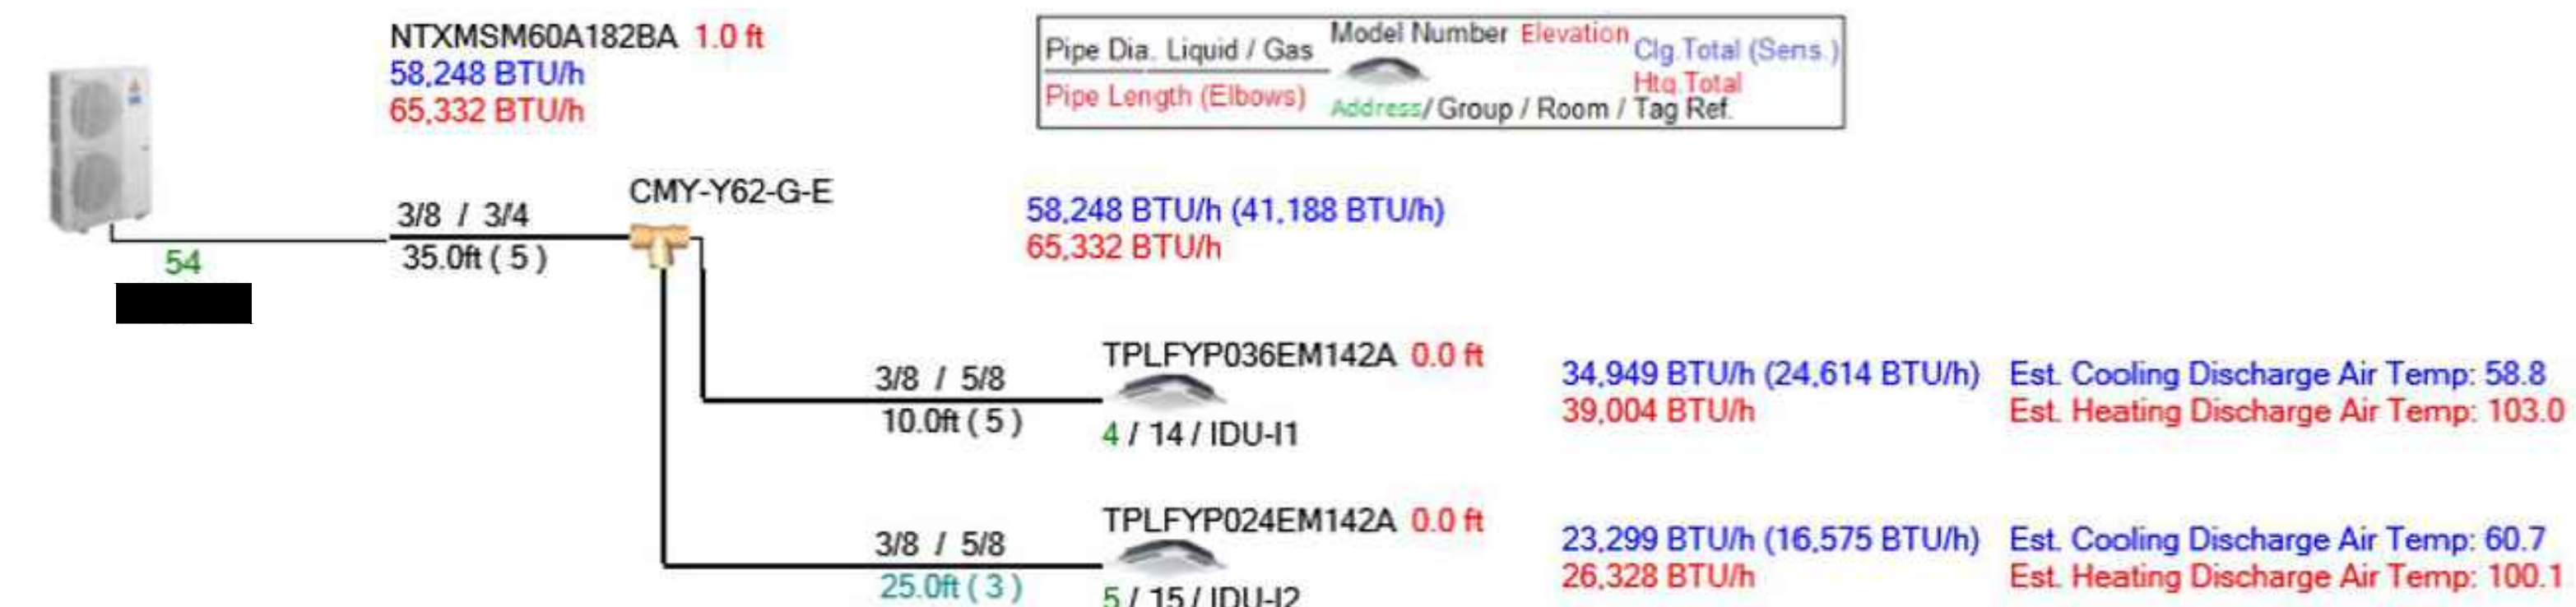 NTXMSM60A182BA 1.0 ft
58,248 BTU/h
65,332 BTU/h
Pipe Dia. Liquid / Gas
Pipe Length (Elbows)
Model Number Elevation
Clg.Total (Sens.)
Htg.Total
Address/ Group / Room / Tag Ref.
CMY-Y62-G-E
3/8 / 3/4
35.0ft ( 5 )
54
58,248 BTU/h (41,188 BTU/h)
65,332 BTU/h
TPLFYP036EM142A 0.0 ft
3/8 / 5/8
10.0ft ( 5 )
4 / 14 / IDU-I1
34,949 BTU/h (24,614 BTU/h) Est. Cooling Discharge Air Temp: 58.8
39,004 BTU/h Est. Heating Discharge Air Temp: 103.0
TPLFYP024EM142A 0.0 ft
3/8 / 5/8
25.0ft ( 3 )
5 / 15 / IDU-I2
23,299 BTU/h (16,575 BTU/h) Est. Cooling Discharge Air Temp: 60.7
26,328 BTU/h Est. Heating Discharge Air Temp: 100.1